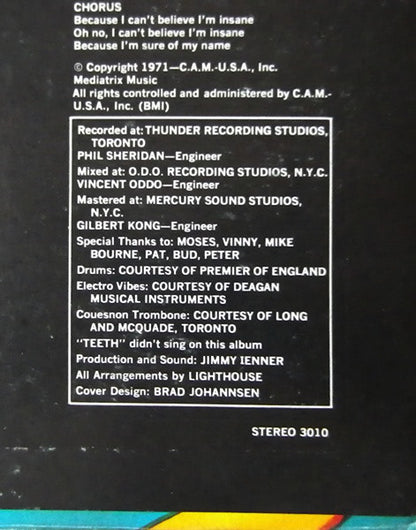 CHORUS
Because I can't believe I'm insane
Oh no, I can't believe I'm insane
Because I'm sure of my name
© Copyright 1971—C.A.M.-U.S.A., Inc.
Mediatrix Music
All rights controlled and administered by C.A.M.-
U.S.A., Inc. (BMI)
Recorded at: THUNDER RECORDING STUDIOS,
TORONTO
PHIL SHERIDAN—Engineer
Mixed at: O.D.O. RECORDING STUDIOS, N.Y.C.
VINCENT ODDO—Engineer
Mastered at: MERCURY SOUND STUDIOS,
N.Y.C.
GILBERT KONG—Engineer
Special Thanks to: MOSES, VINNY, MIKE
BOURNE, PAT, BUD, PETER
Drums: COURTESY OF PREMIER OF ENGLAND
Electro Vibes: COURTESY OF DEAGAN
MUSICAL INSTRUMENTS
Couesnon Trombone: COURTESY OF LONG
AND MCQUADE, TORONTO
"TEETH" didn't sing on this album
Production and Sound: JIMMY IENNER
All Arrangements by LIGHTHOUSE
Cover Design: BRAD JOHANNSEN
STEREO 3010